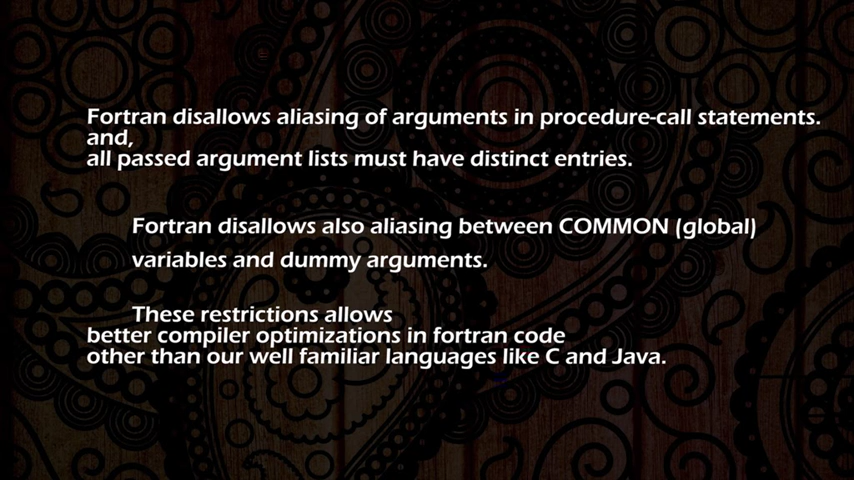 Fortran disallows aliasing of arguments in procedure-call statements.
and,
all passed argument lists must have distinct entries.
Fortran disallows also aliasing between COMMON (global)
variables and dummy arguments.
These restrictions allows
better compiler optimizations in fortran code
other than our well familiar languages like C and Java.